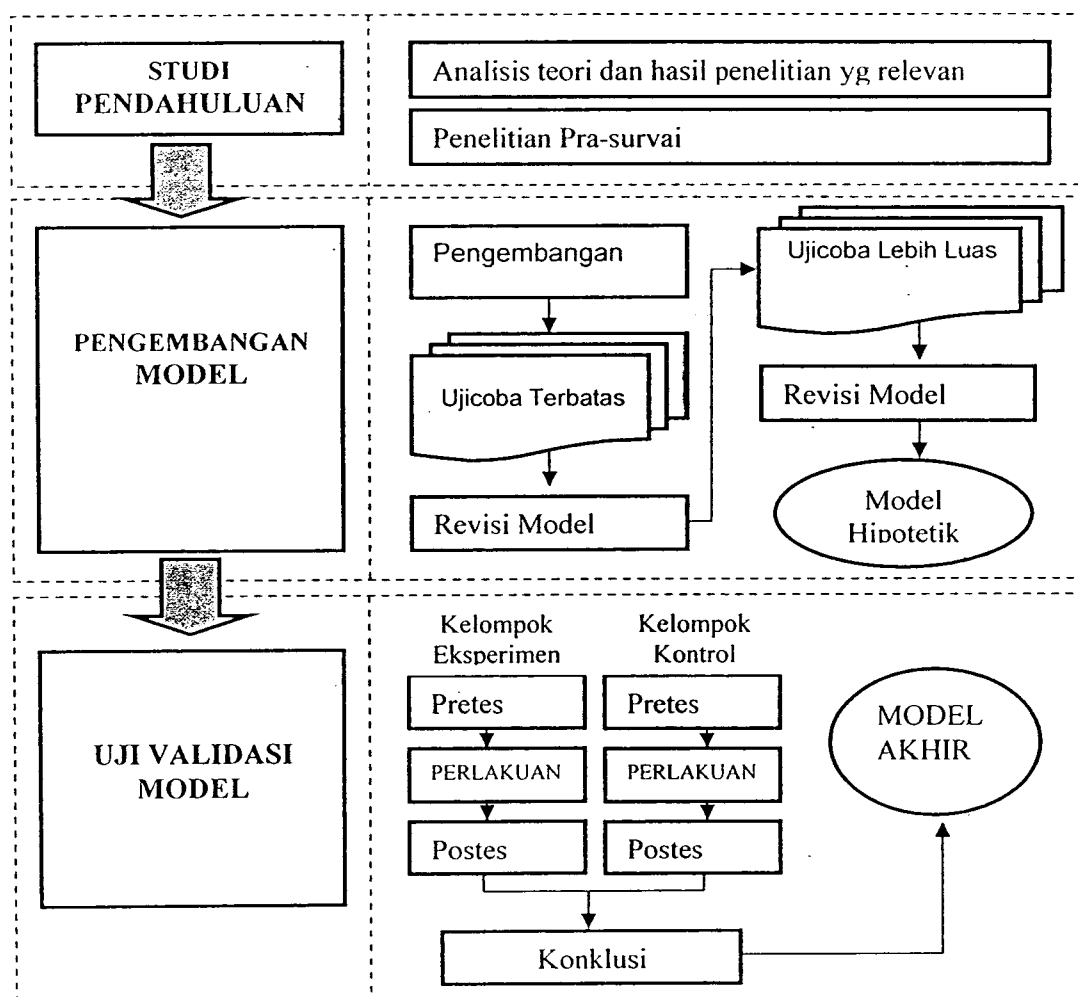 STUDI
PENDAHULUAN
Analisis teori dan hasil penelitian yg relevan
Penelitian Pra-survai
PENGEMBANGAN
MODEL
Pengembangan
Ujicoba Terbatas
Revisi Model
Ujicoba Lebih Luas
Revisi Model
Model
Hipotetik
UJI VALIDASI
MODEL
Kelompok
Eksperimen
Pretes
PERLAKUAN
Postes
Kelompok
Kontrol
Pretes
PERLAKUAN
Postes
Konklusi
MODEL
AKHIR